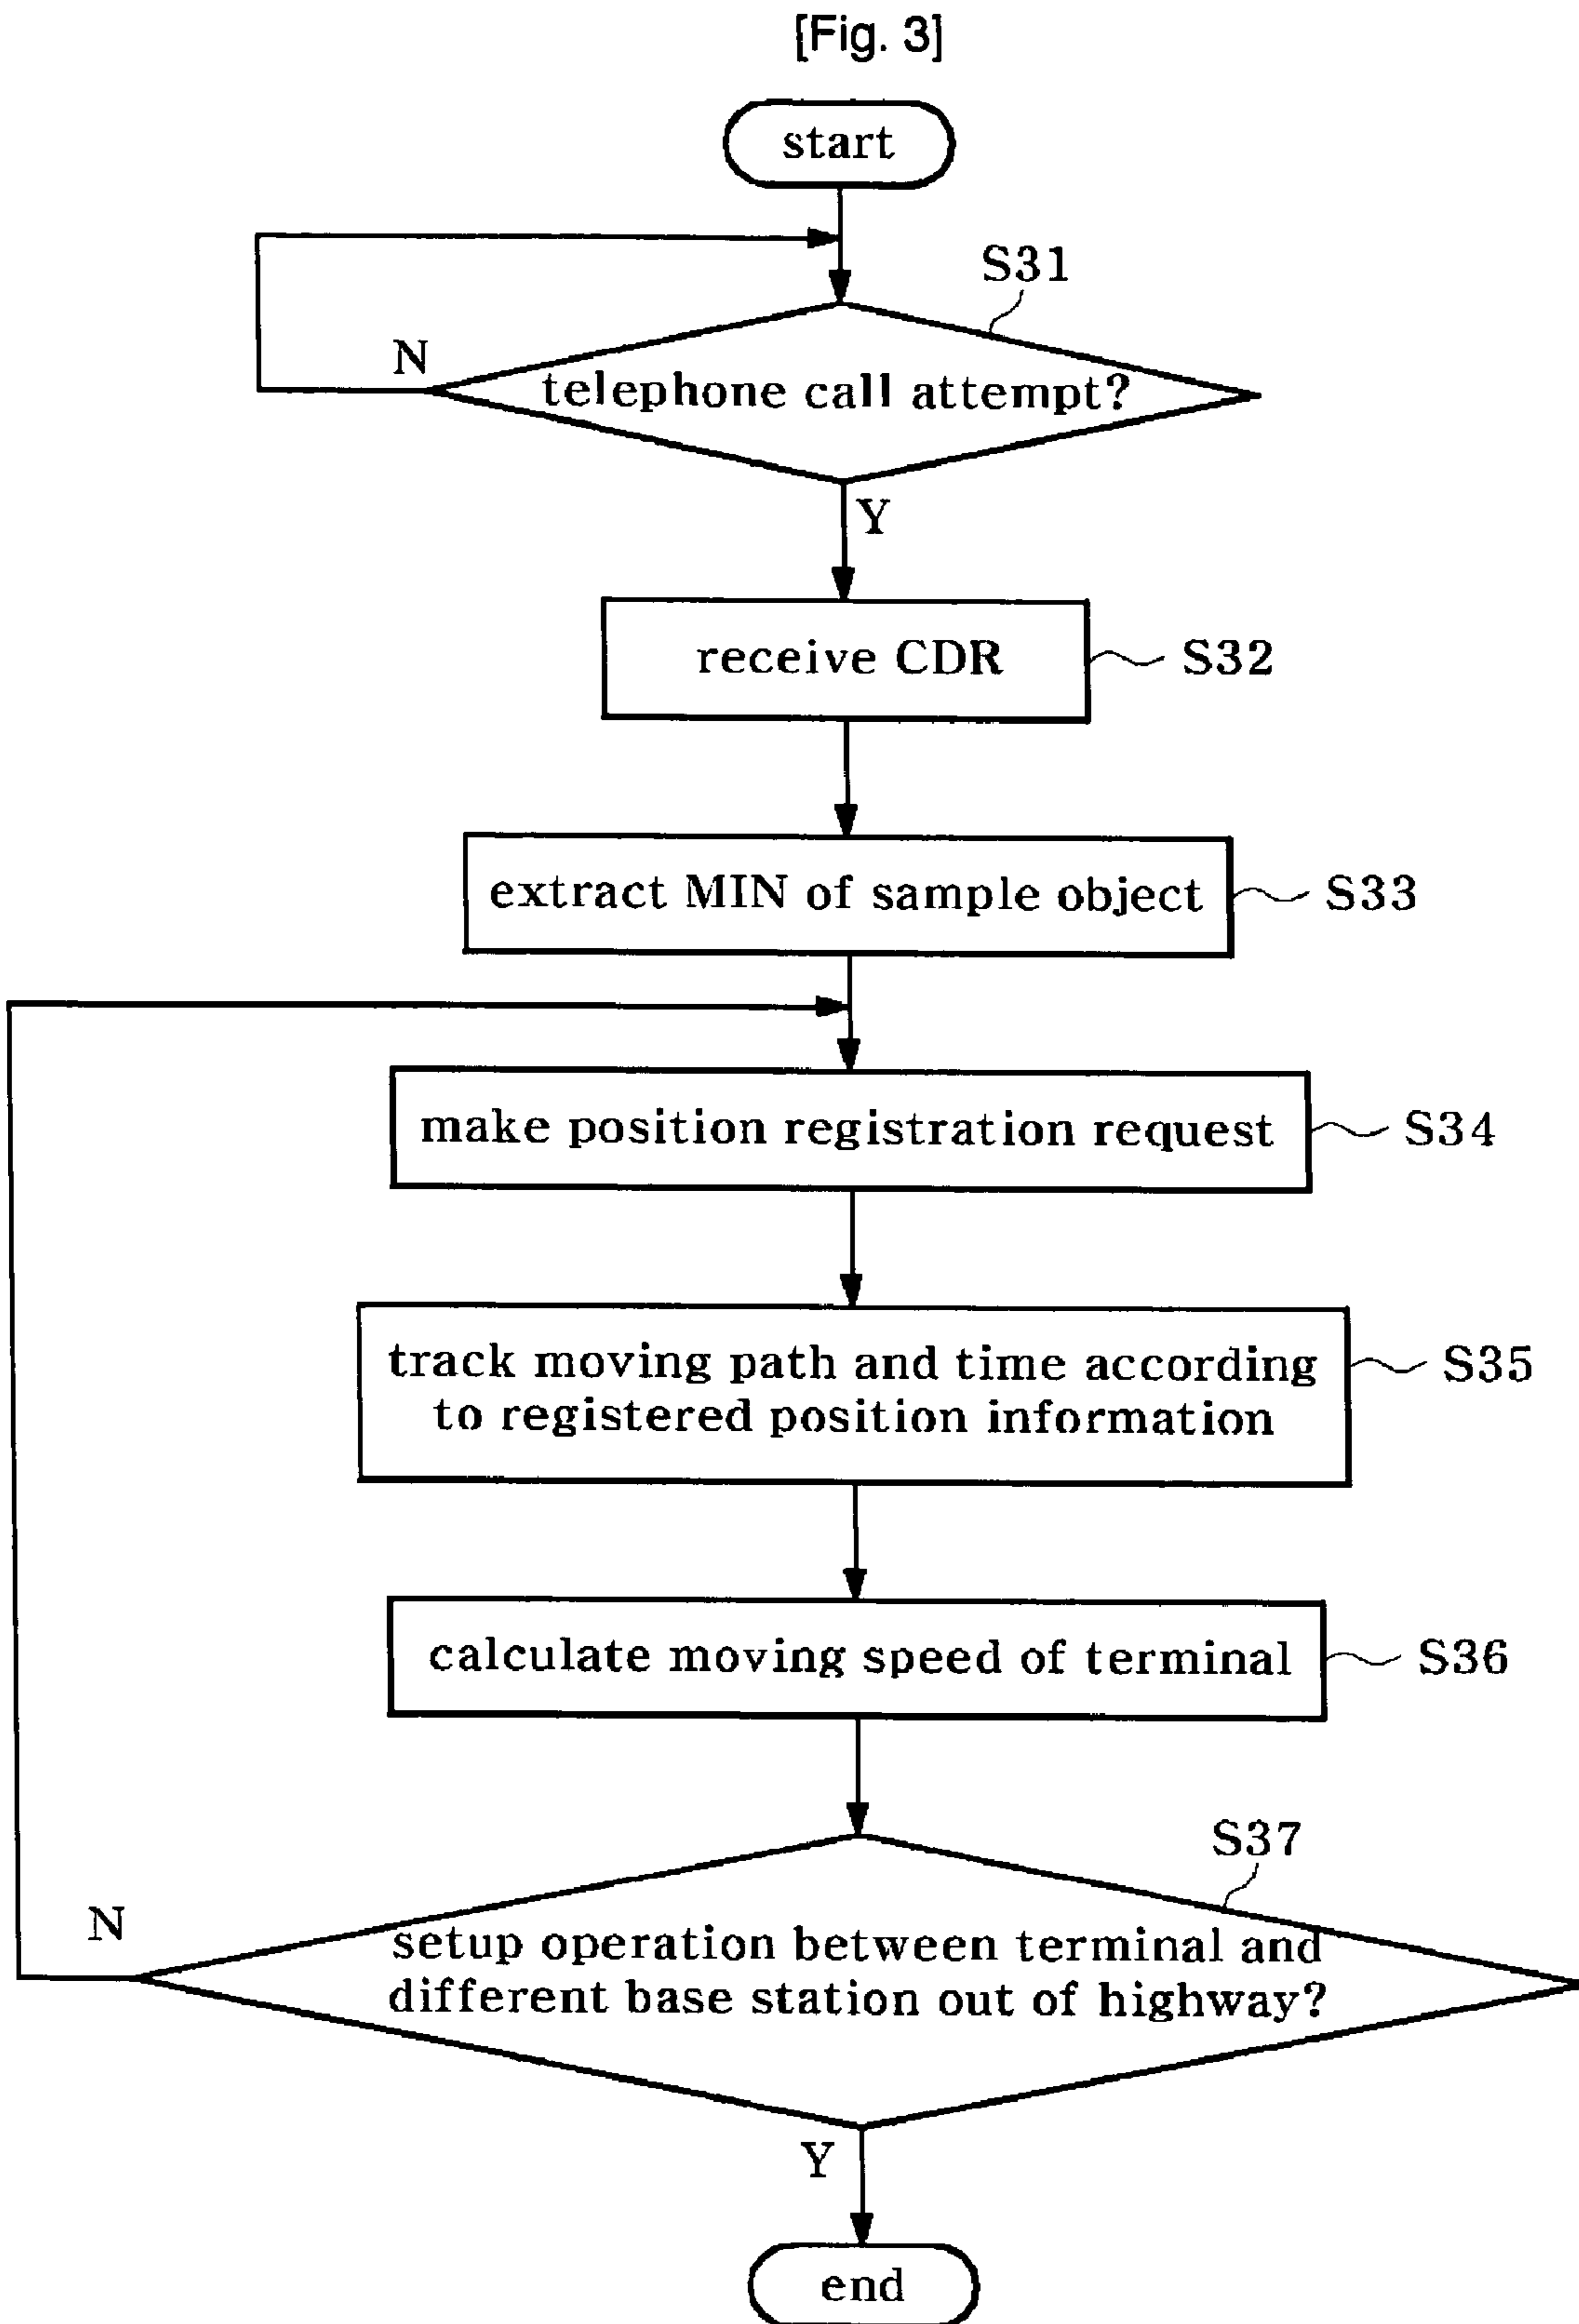 [Fig. 3]
start
S31
N
telephone call attempt?
Y
receive CDR
S32
extract MIN of sample object
S33
make position registration request
S34
track moving path and time according
to registered position information
S35
calculate moving speed of terminal
S36
S37
N
setup operation between terminal and
different base station out of highway?
Y
end